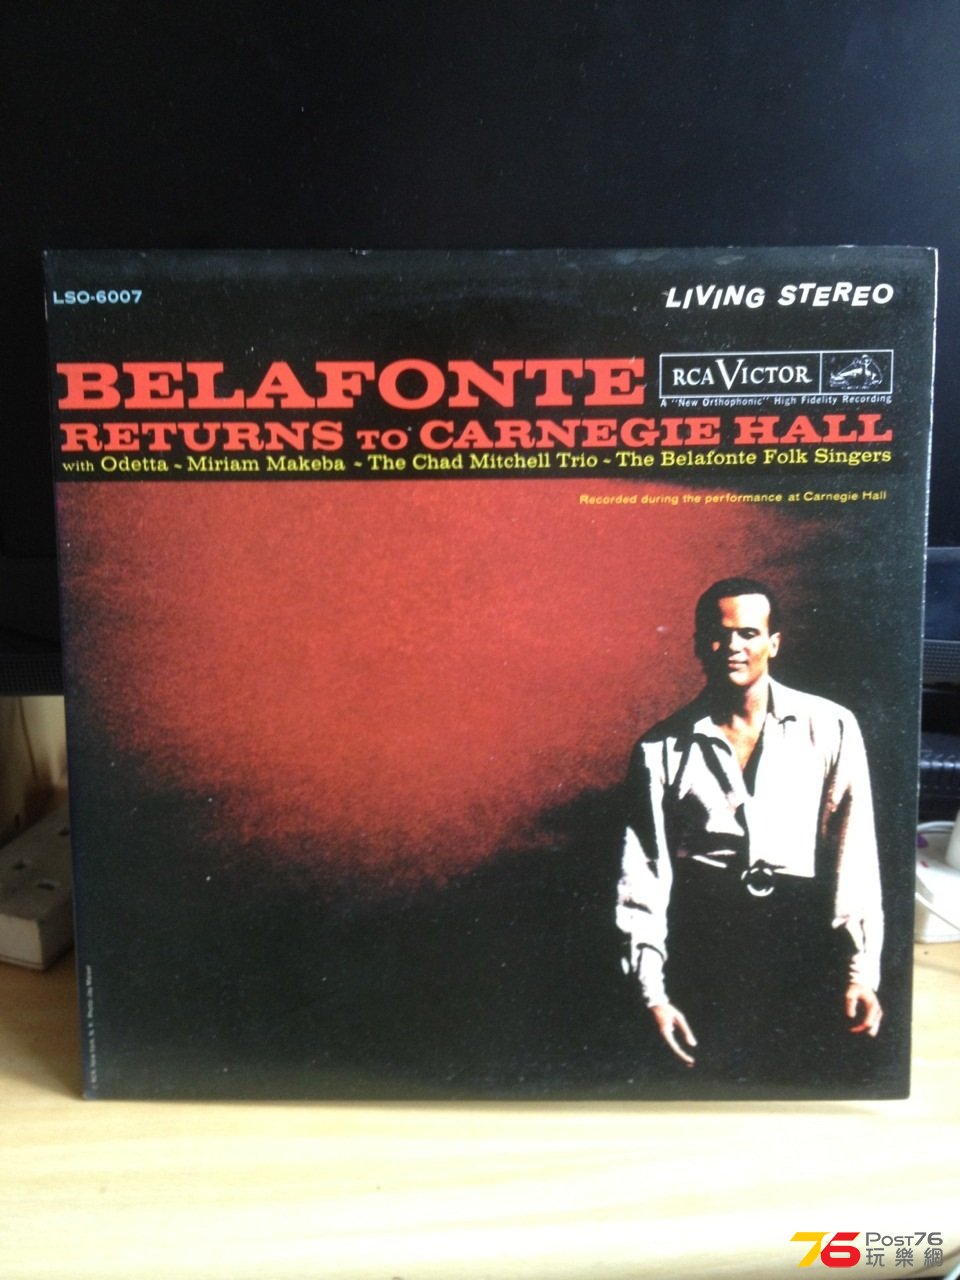 LSO-6007
LIVING STEREO
BELAFONTE
RCA VICTOR
A "New Orthophonic" High Fidelity Recording
RETURNS TO CARNEGIE HALL
with Odetta ~ Miriam Makeba ~ The Chad Mitchell Trio ~ The Belafonte Folk Singers
Recorded during the performance at Carnegie Hall
76 POST76
玩樂網